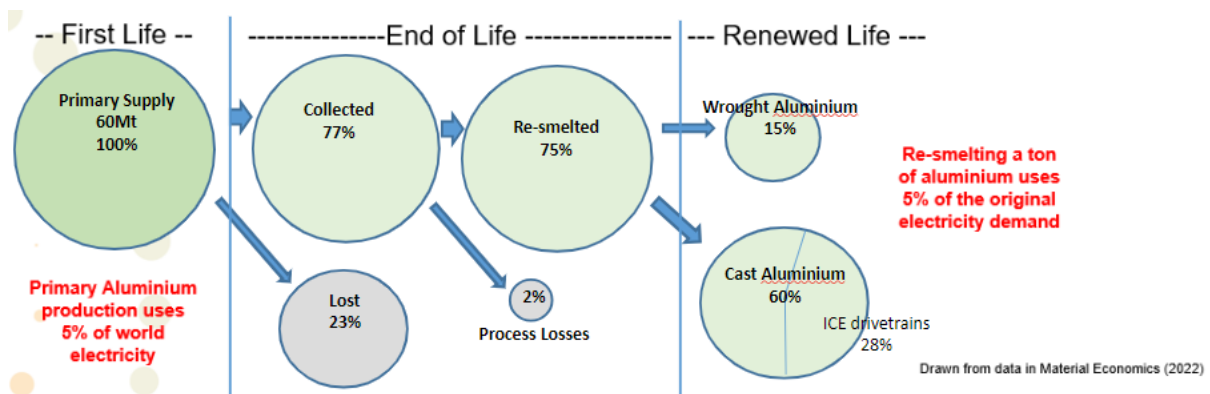 -- First Life --
---------------End of Life ----------------
--- Renewed Life ---
Primary Supply
60Mt
100%
Collected
77%
Re-smelted
75%
Wrought Aluminium
15%
Re-smelting a ton
of aluminium uses
5% of the original
electricity demand
Primary Aluminium
production uses
5% of world
electricity
Lost
23%
2%
Process Losses
Cast Aluminium
60%
ICE drivetrains
28%
Drawn from data in Material Economics (2022)